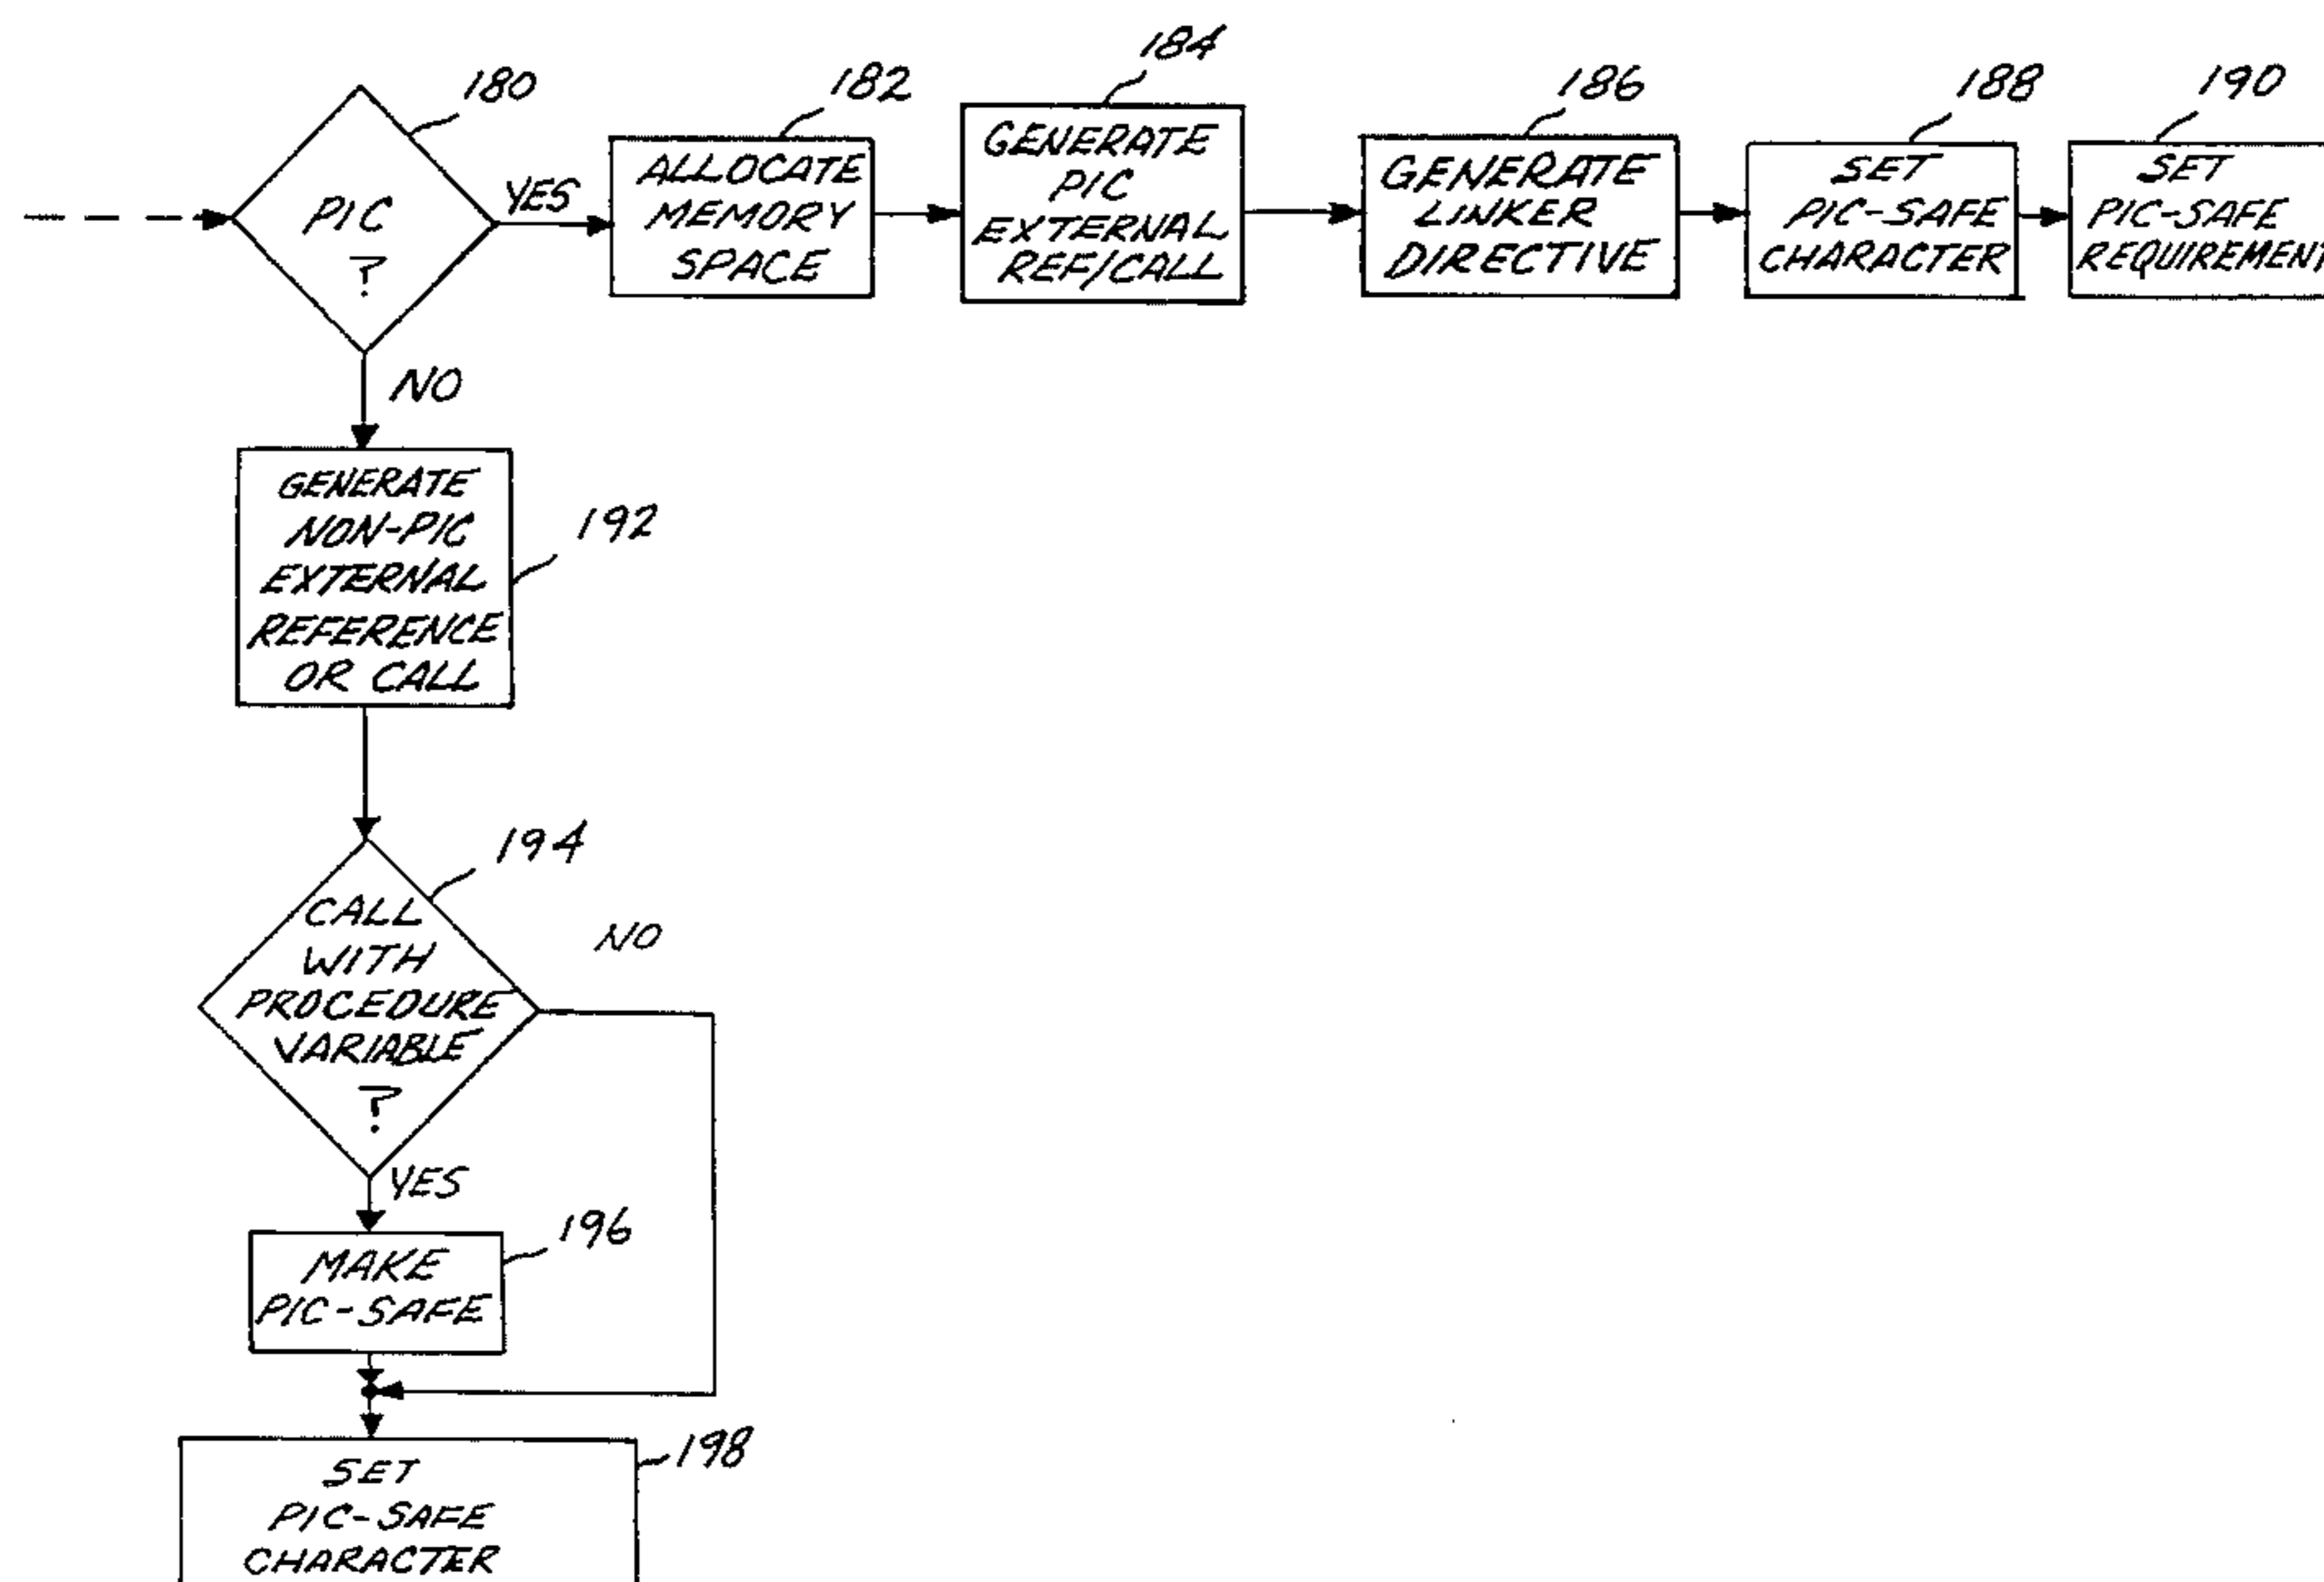 180
PIC
?
YES
NO
182
ALLOCATE
MEMORY
SPACE
184
GENERATE
PIC
EXTERNAL
REF/CALL
186
GENERATE
LINKER
DIRECTIVE
188
SET
PIC-SAFE
CHARACTER
190
SET
PIC-SAFE
REQUIREMENT
192
GENERATE
NON-PIC
EXTERNAL
REFERENCE
OR CALL
194
CALL
WITH
PROCEDURE
VARIABLE
?
NO
YES
196
MAKE
PIC-SAFE
198
SET
PIC-SAFE
CHARACTER